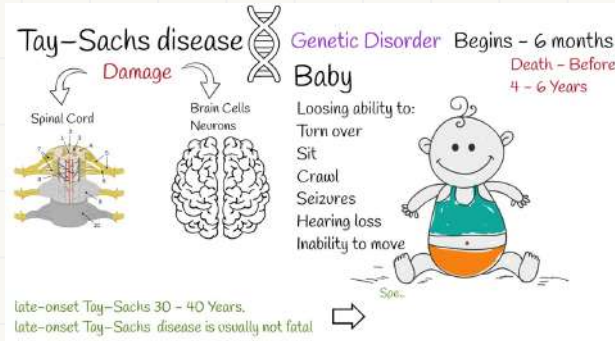 Tay–Sachs disease
Genetic Disorder
Begins – 6 months
Death – Before
4 – 6 Years
Damage
Spinal Cord
Brain Cells
Neurons
Baby
Loosing ability to:
Turn over
Sit
Crawl
Seizures
Hearing loss
Inability to move
Spe..
late-onset Tay–Sachs 30 – 40 Years.
late-onset Tay–Sachs disease is usually not fatal